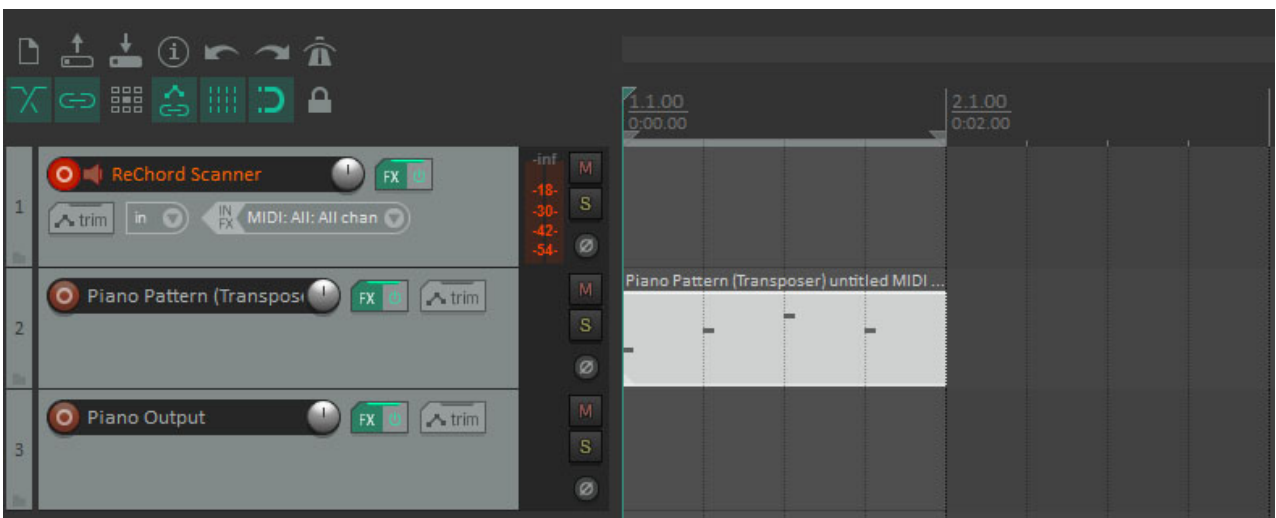 1.1.00
0:00.00
2.1.00
0:02.00
1
ReChord Scanner
FX
trim
in
IN
FX
MIDI: All: All chan
-inf
-18-
-30-
-42-
-54-
M
S
2
Piano Pattern (Transpos
FX
trim
M
S
Piano Pattern (Transposer) untitled MIDI ...
3
Piano Output
FX
trim
M
S